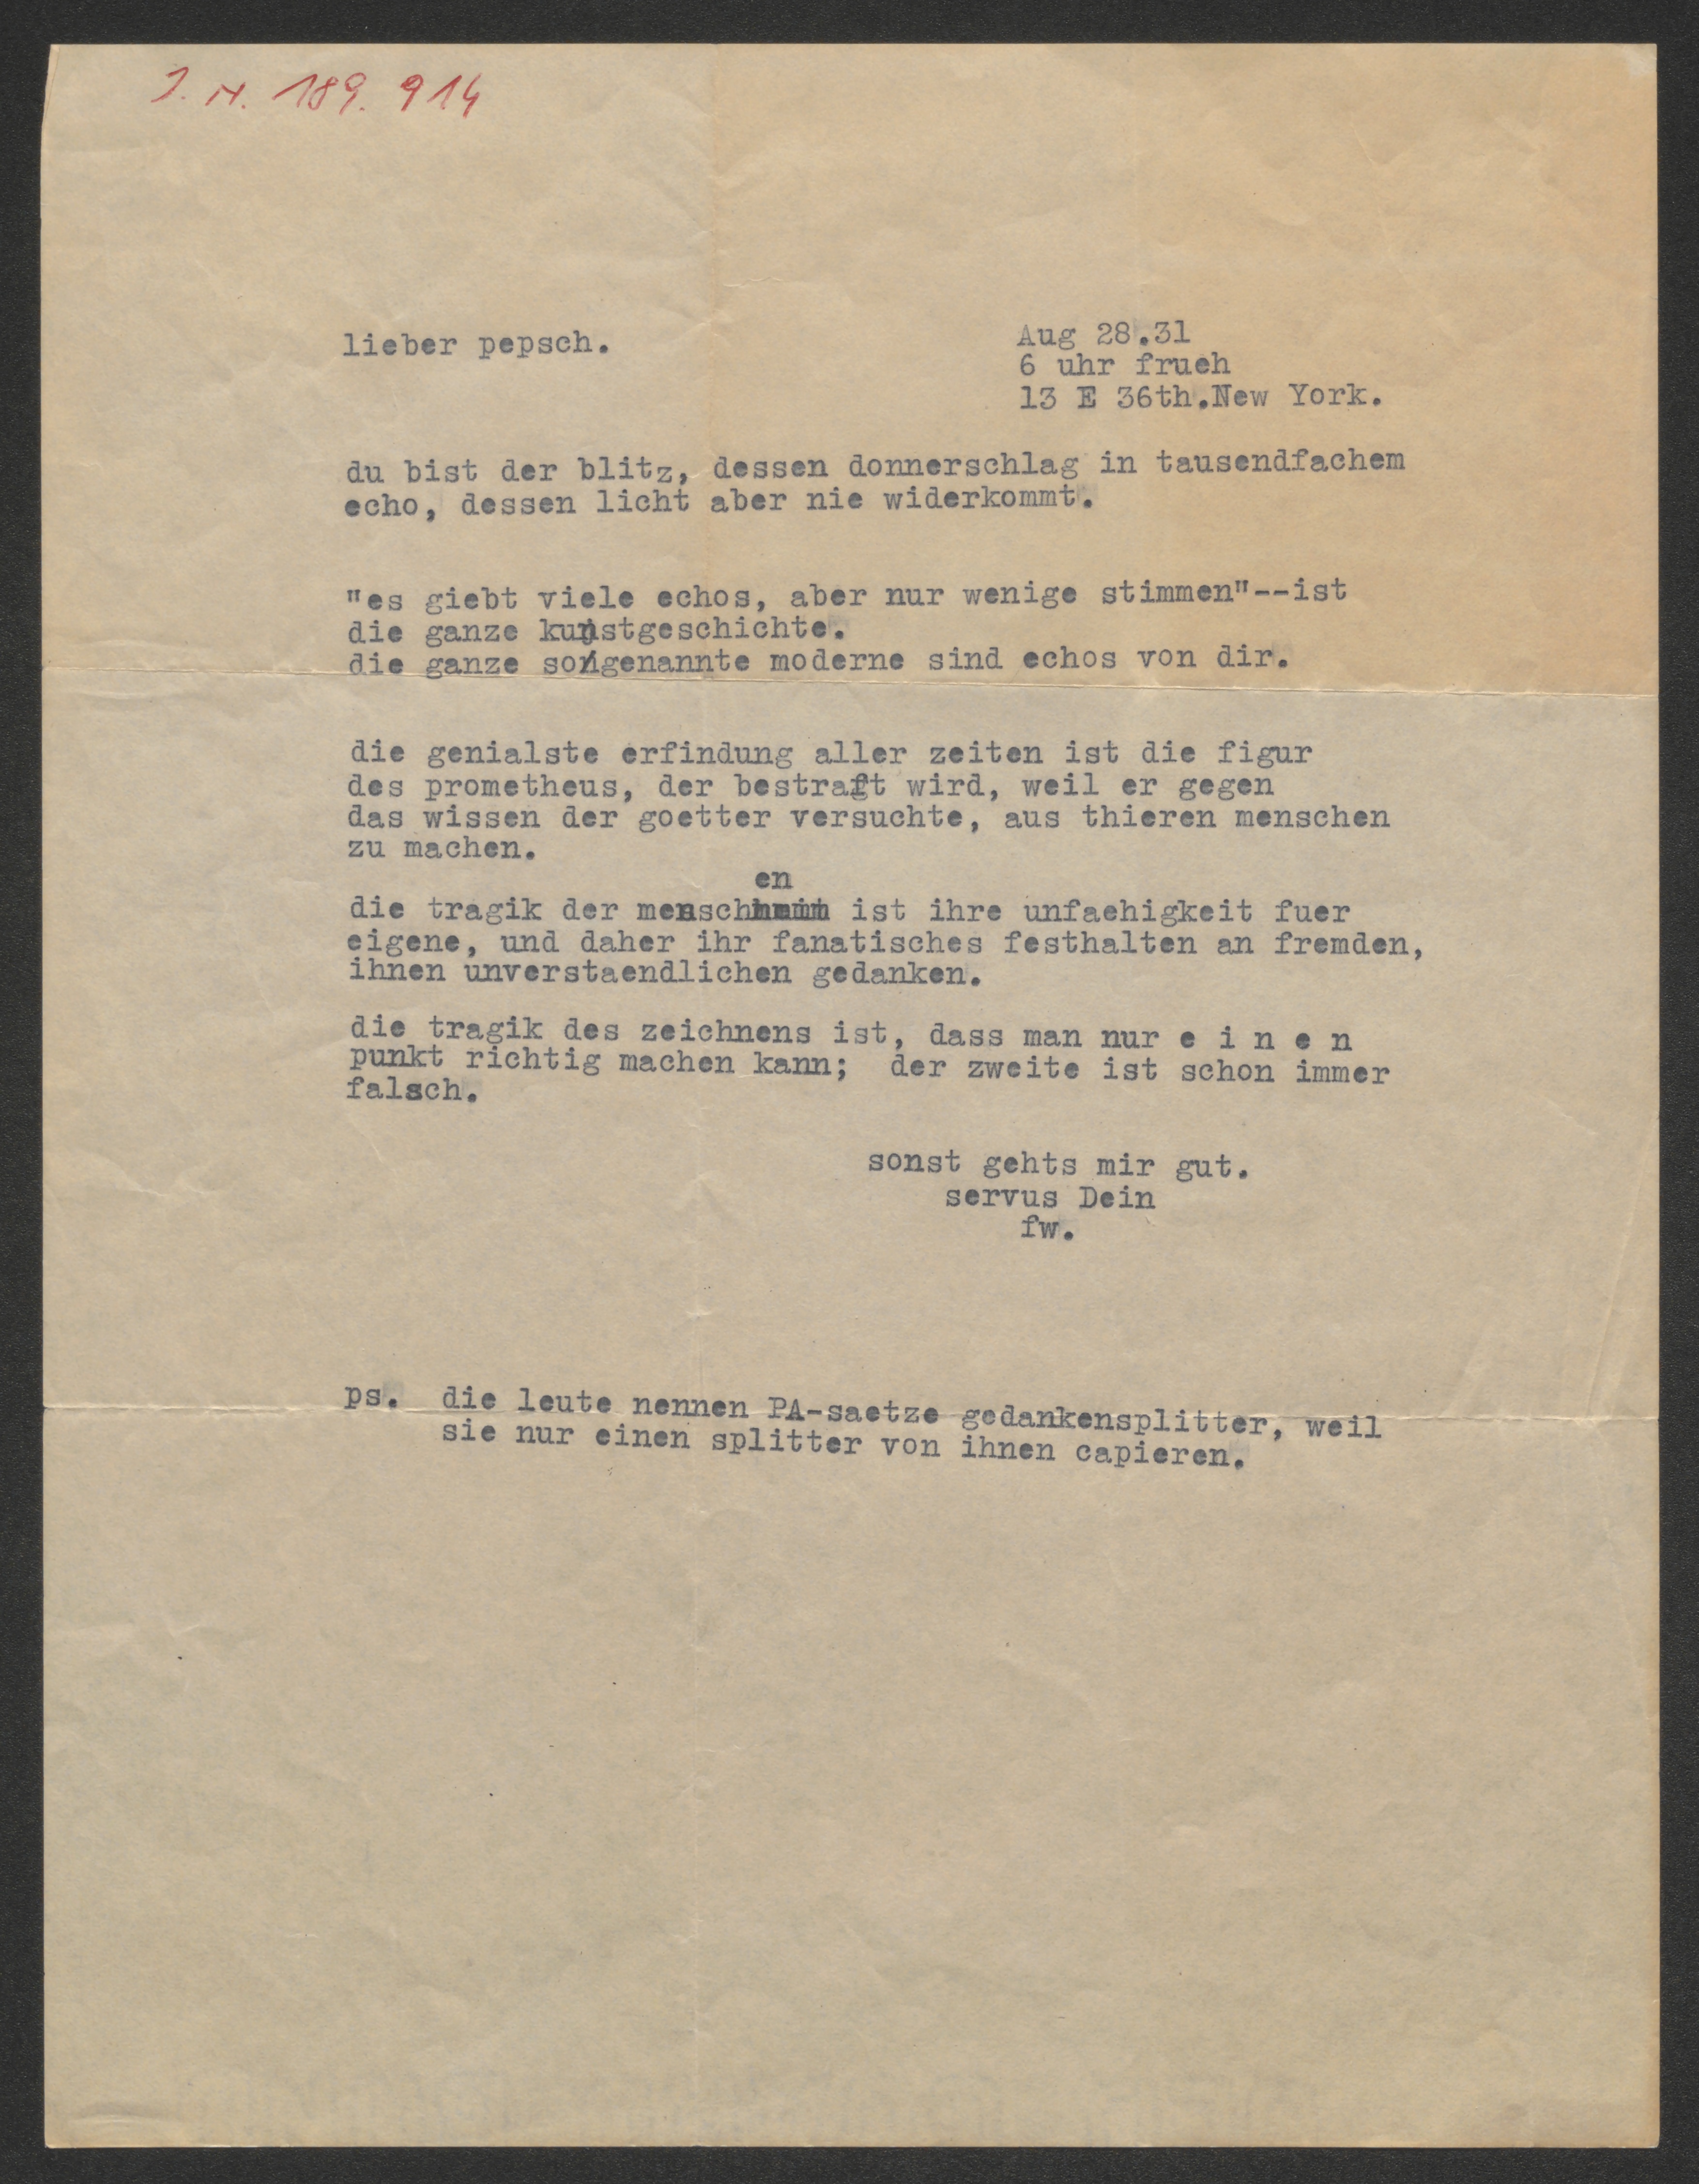 J. N. 189.914
lieber pepsch.
Aug 28.31
6 uhr frueh
13 E 36th.New York.
du bist der blitz, dessen donnerschlag in tausendfachem
echo, dessen licht aber nie widerkommt.
"es giebt viele echos, aber nur wenige stimmen"--ist
die ganze kunstgeschichte.
die ganze sogenannte moderne sind echos von dir.
die genialste erfindung aller zeiten ist die figur
des prometheus, der bestraft wird, weil er gegen
das wissen der goetter versuchte, aus thieren menschen
zu machen.
en
die tragik der mensch ist ihre unfaehigkeit fuer
eigene, und daher ihr fanatisches festhalten an fremden,
ihnen unverstaendlichen gedanken.
die tragik des zeichnens ist, dass man nur e i n e n
punkt richtig machen kann; der zweite ist schon immer
falsch.
sonst gehts mir gut.
servus Dein
fw.
ps. die leute nennen PA-saetze gedankensplitter, weil
sie nur einen splitter von ihnen capieren.